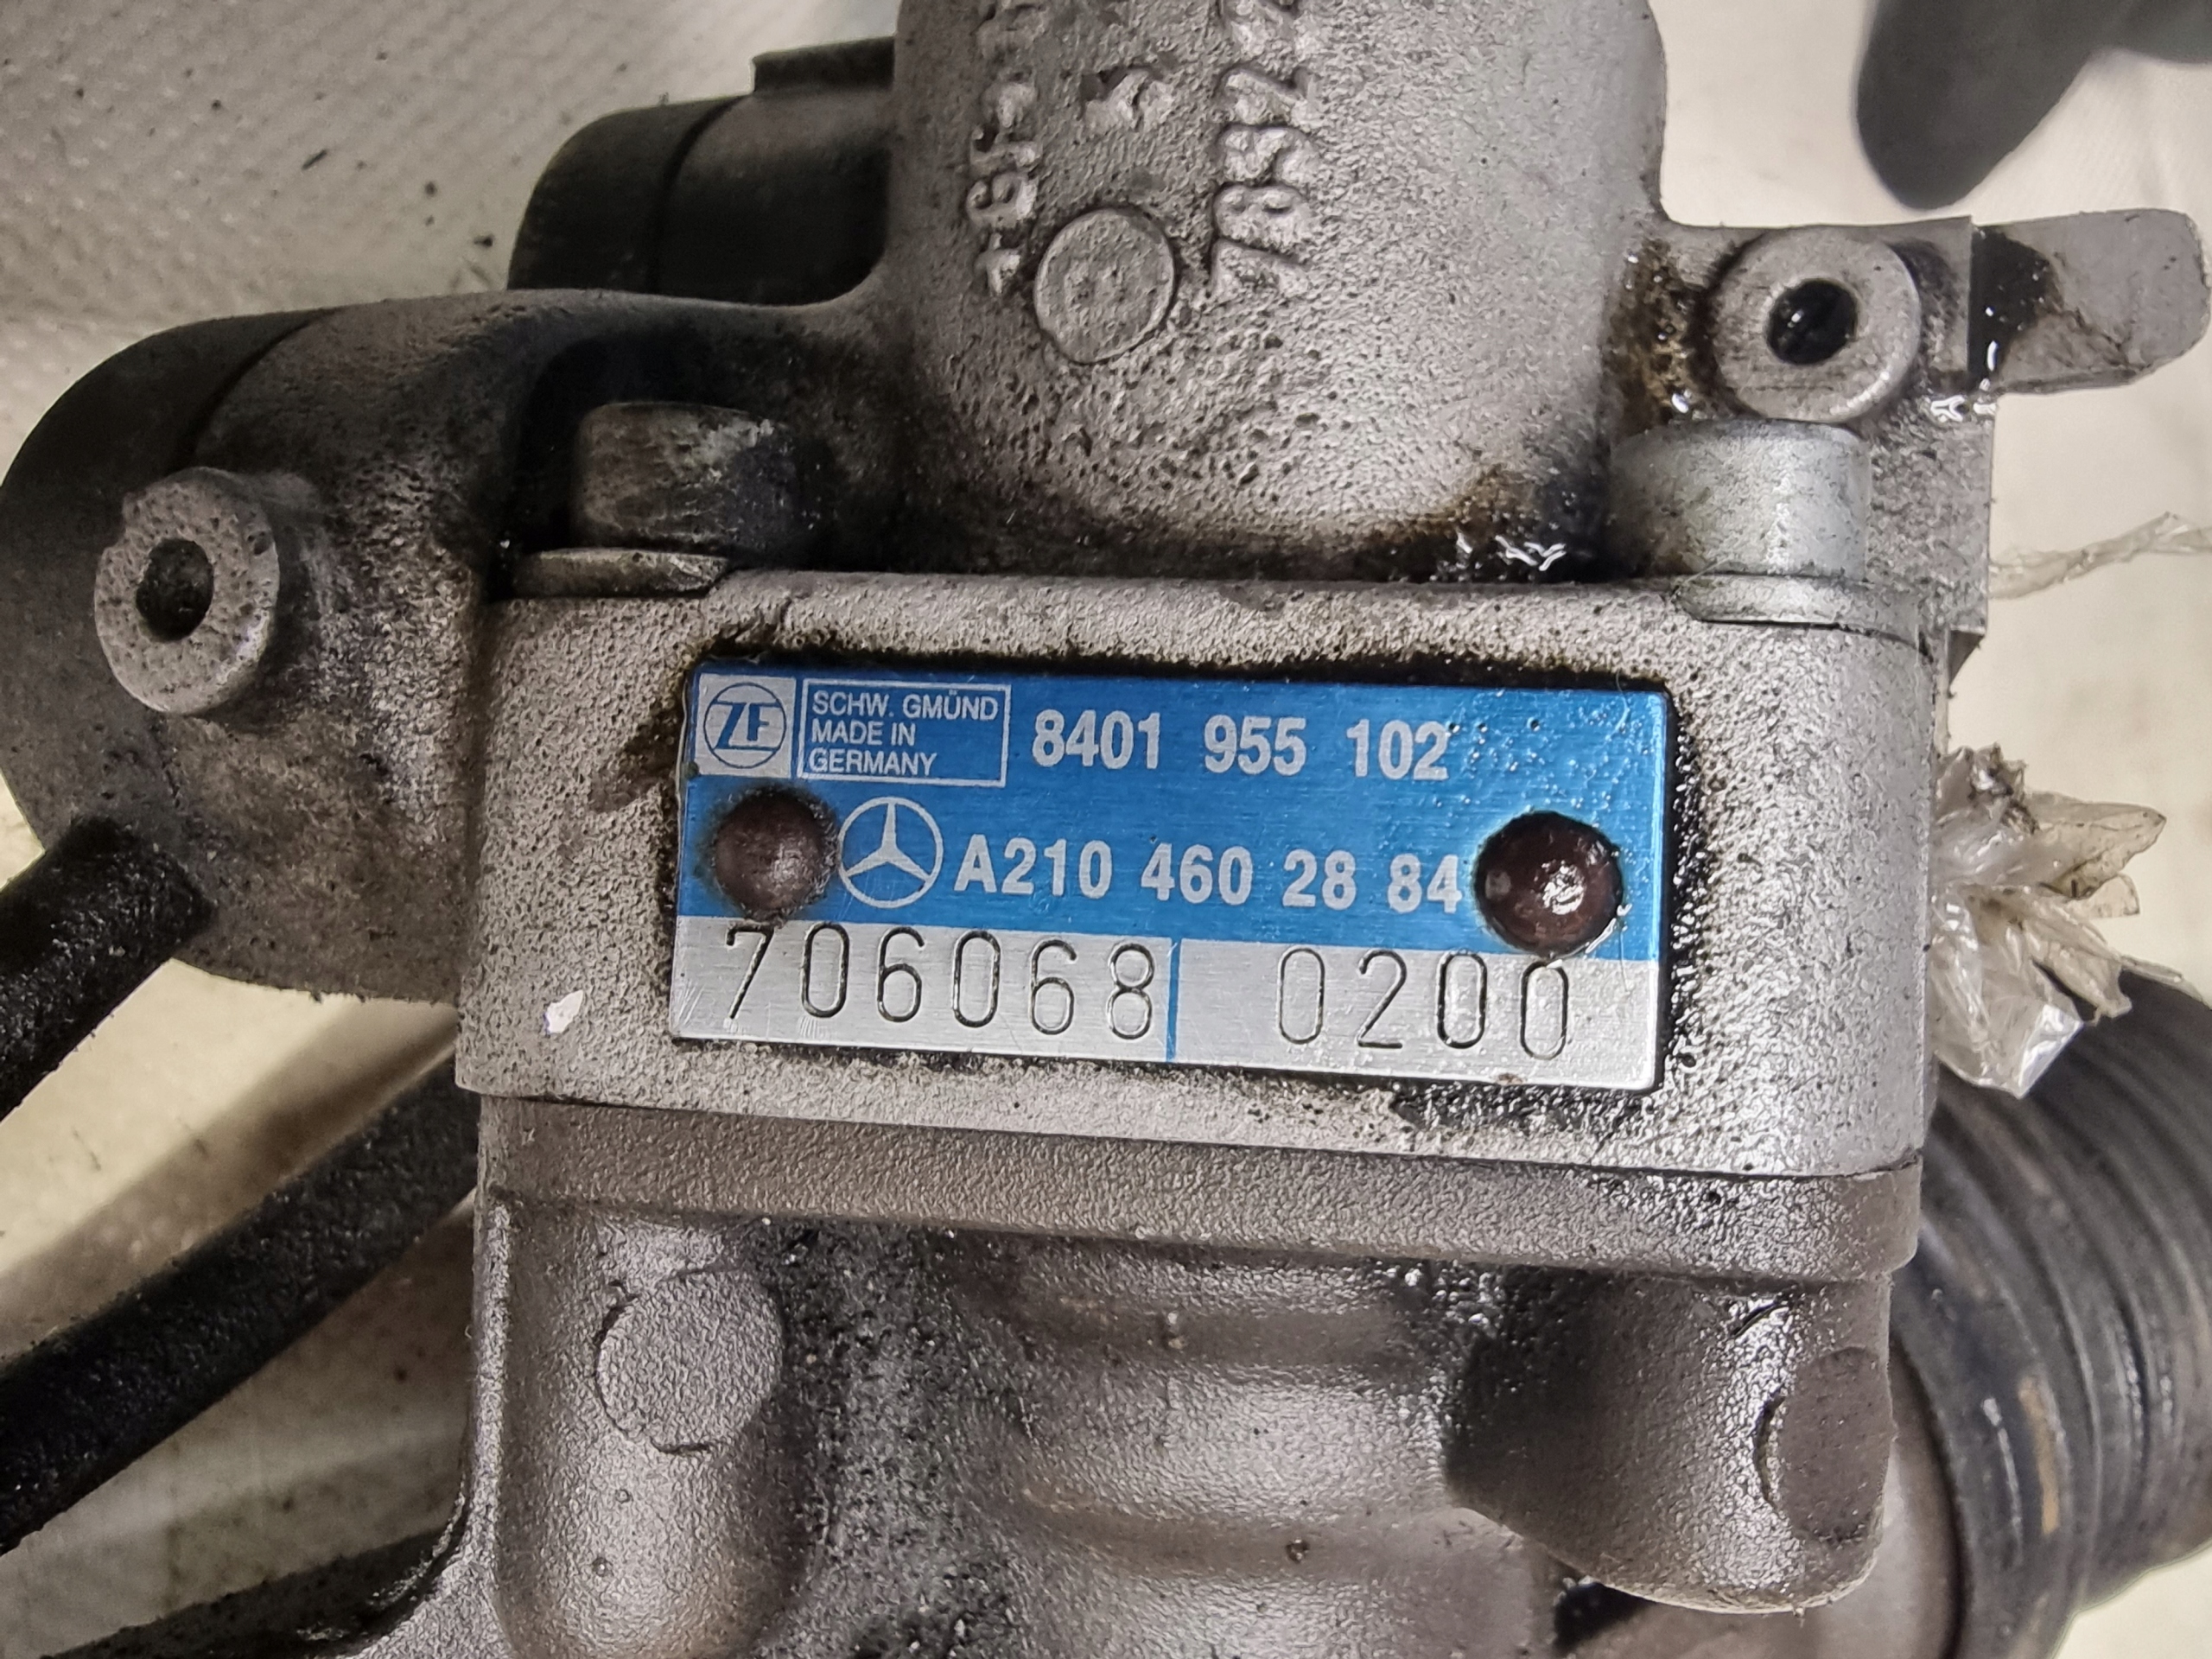 ZF
SCHW. GMÜND
MADE IN
GERMANY
8401 955 102
A210 460 28 84
706068 0200